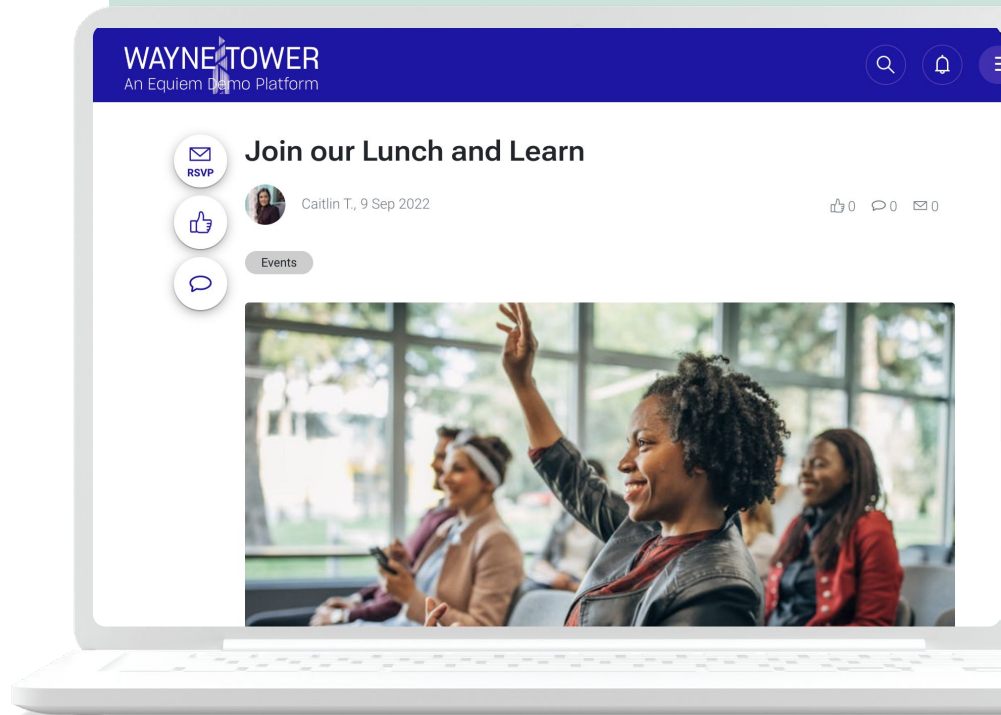 WAYNE TOWER
An Equiem Demo Platform
RSVP
Join our Lunch and Learn
Caitlin T., 9 Sep 2022
0 0 0
Events